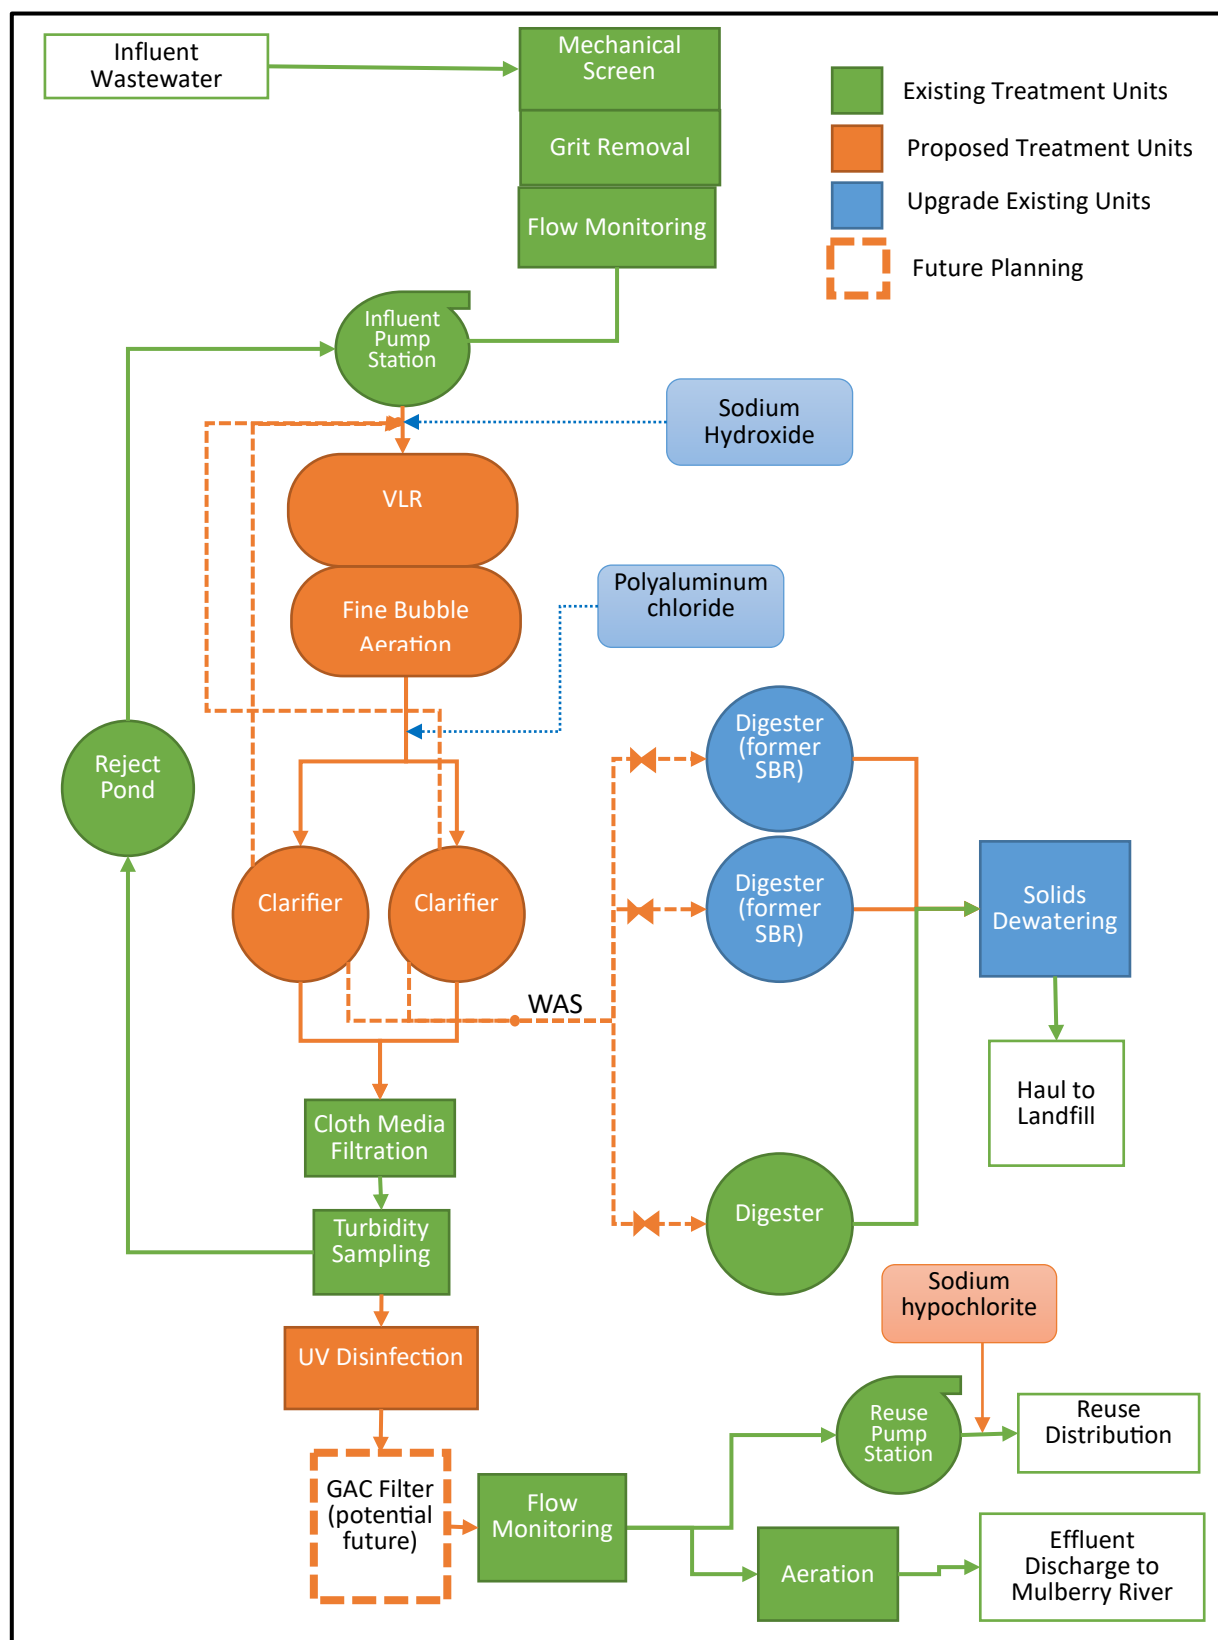 Influent
Wastewater
Mechanical
Screen
Grit Removal
Flow Monitoring
Existing Treatment Units
Proposed Treatment Units
Upgrade Existing Units
Future Planning
Influent
Pump
Station
Sodium
Hydroxide
VLR
Fine Bubble
Aeration
Polyaluminum
chloride
Reject
Pond
Digester
(former
SBR)
Clarifier
Clarifier
Digester
(former
SBR)
Solids
Dewatering
WAS
Haul to
Landfill
Cloth Media
Filtration
Turbidity
Sampling
Digester
Sodium
hypochlorite
UV Disinfection
Reuse
Pump
Station
Reuse
Distribution
GAC Filter
(potential
future)
Flow
Monitoring
Aeration
Effluent
Discharge to
Mulberry River